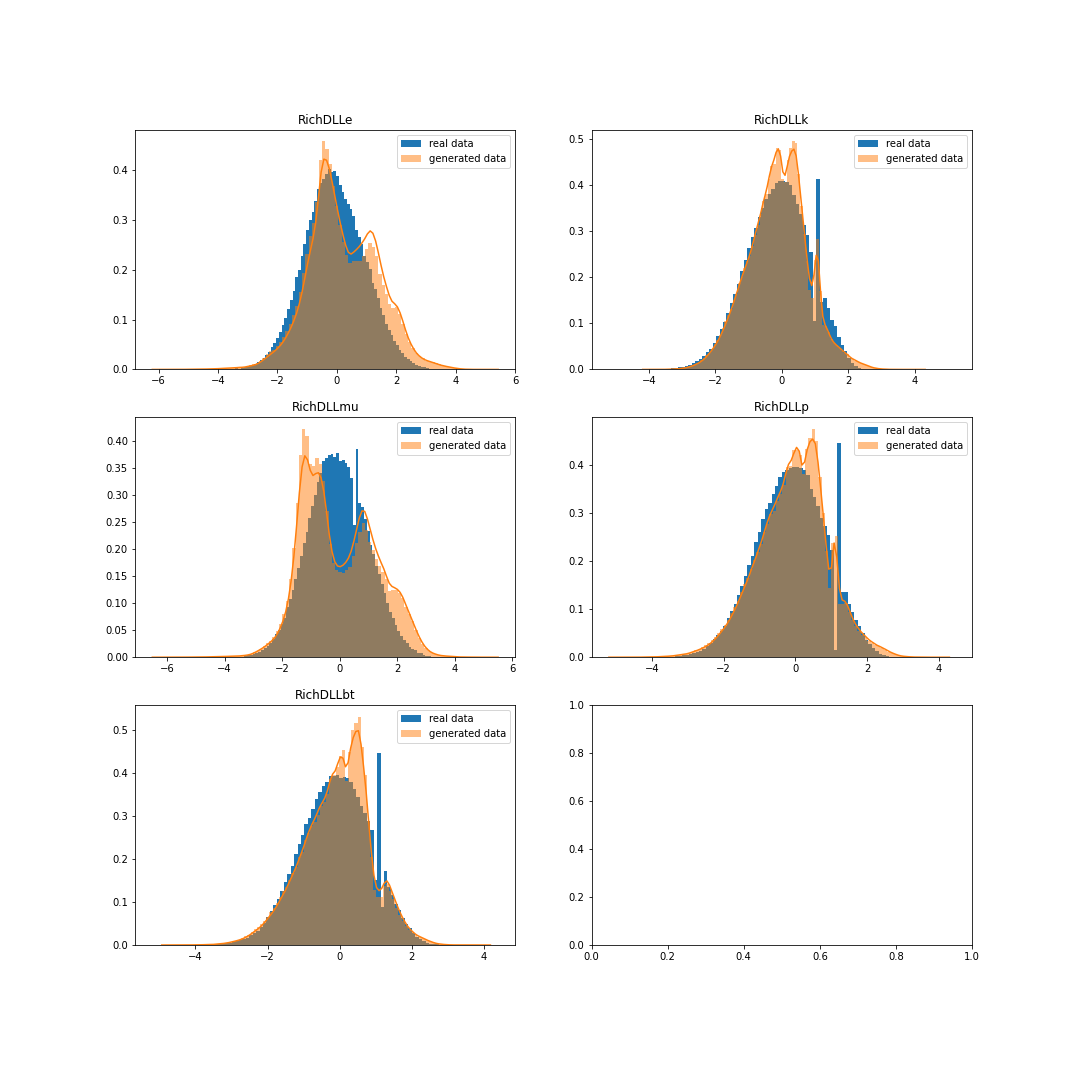 RichDLLe
real data
generated data
0.4
0.3
0.2
0.1
0.0
−6 −4 −2 0 2 4 6
RichDLLk
real data
generated data
0.5
0.4
0.3
0.2
0.1
0.0
−4 −2 0 2 4
RichDLLmu
real data
generated data
0.40
0.35
0.30
0.25
0.20
0.15
0.10
0.05
0.00
−6 −4 −2 0 2 4 6
RichDLLp
real data
generated data
0.4
0.3
0.2
0.1
0.0
−4 −2 0 2 4
RichDLLbt
real data
generated data
0.5
0.4
0.3
0.2
0.1
0.0
−4 −2 0 2 4
1.0
0.8
0.6
0.4
0.2
0.0
0.0 0.2 0.4 0.6 0.8 1.0